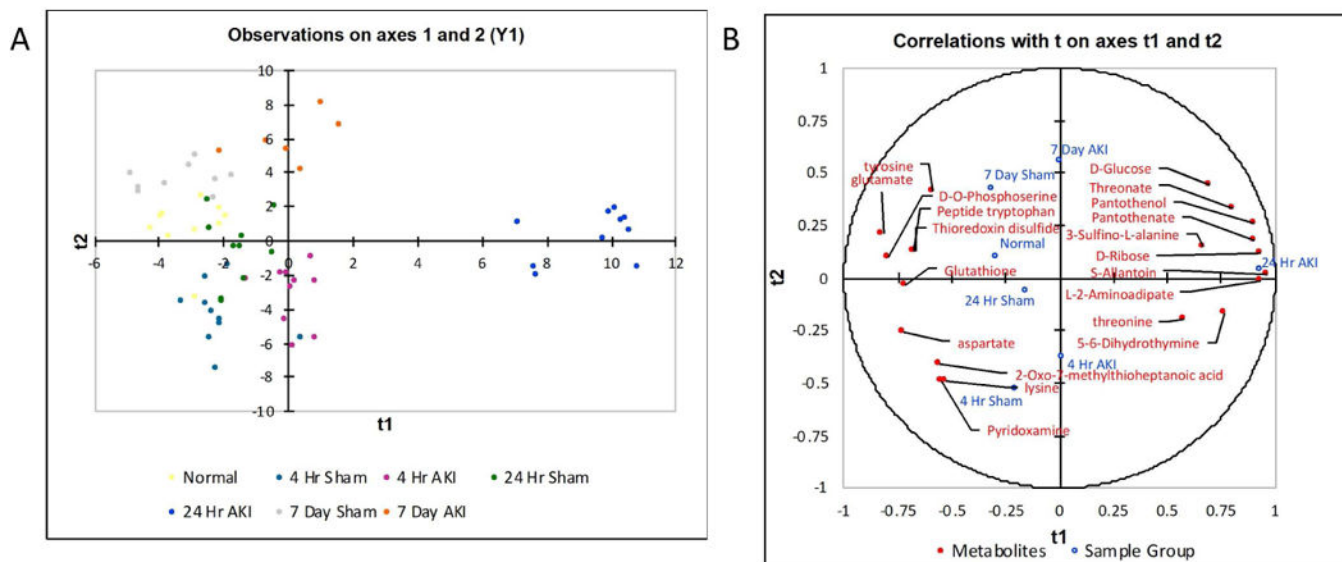 A
Observations on axes 1 and 2 (Y1)
10
8
6
4
2
0
-2
-4
-6
-8
-10
-6 -4 -2 0 2 4 6 8 10 12
t2
t1
Normal 4 Hr Sham 4 Hr AKI 24 Hr Sham
24 Hr AKI 7 Day Sham 7 Day AKI
B
Correlations with t on axes t1 and t2
1
0.75
0.5
0.25
0
-0.25
-0.5
-0.75
-1
7 Day AKI
tyrosine
D-Glucose
7 Day Sham
glutamate
Threonate
D-O-Phosphoserine
Pantothenol
Peptide tryptophan
Pantothenate
Thioredoxin disulfide
3-Sulfino-L-alanine
Normal
D-Ribose
24 Hr AKI
Glutathione
S-Allantoin
24 Hr Sham
L-2-Aminoadipate
threonine
aspartate
5-6-Dihydrothymine
4 Hr AKI
2-Oxo-7-methylthioheptanoic acid
lysine
4 Hr Sham
Pyridoxamine
-1 -0.75 -0.5 -0.25 0 0.25 0.5 0.75 1
t2
t1
Metabolites Sample Group